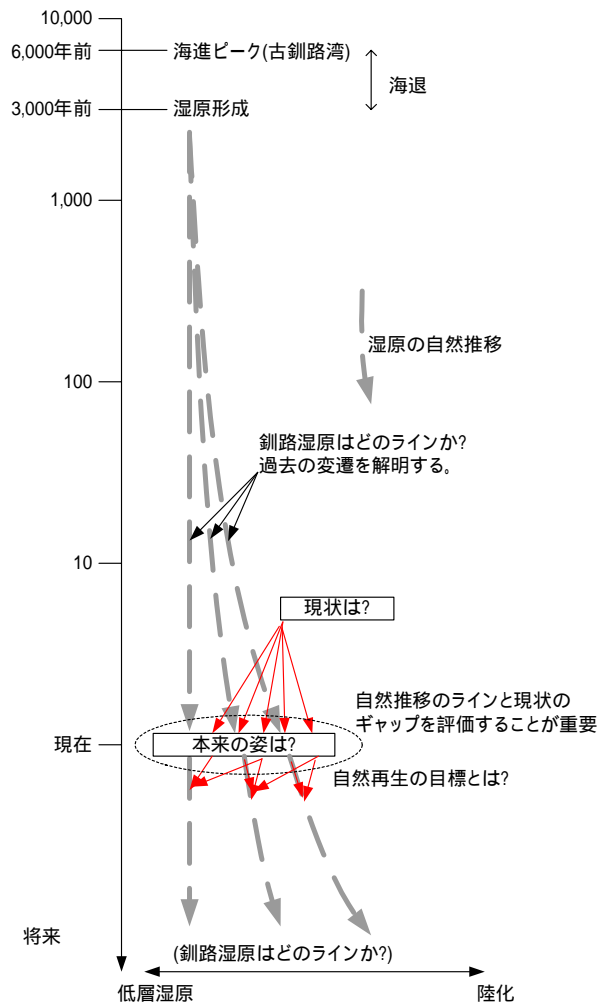 10,000
6,000年前
海進ピーク(古釧路湾)
海退
3,000年前
湿原形成
1,000
湿原の自然推移
100
釧路湿原はどのラインか?
過去の変遷を解明する。
10
現状は?
自然推移のラインと現状の
ギャップを評価することが重要
現在
本来の姿は?
自然再生の目標とは?
将来
(釧路湿原はどのラインか?)
低層湿原
陸化